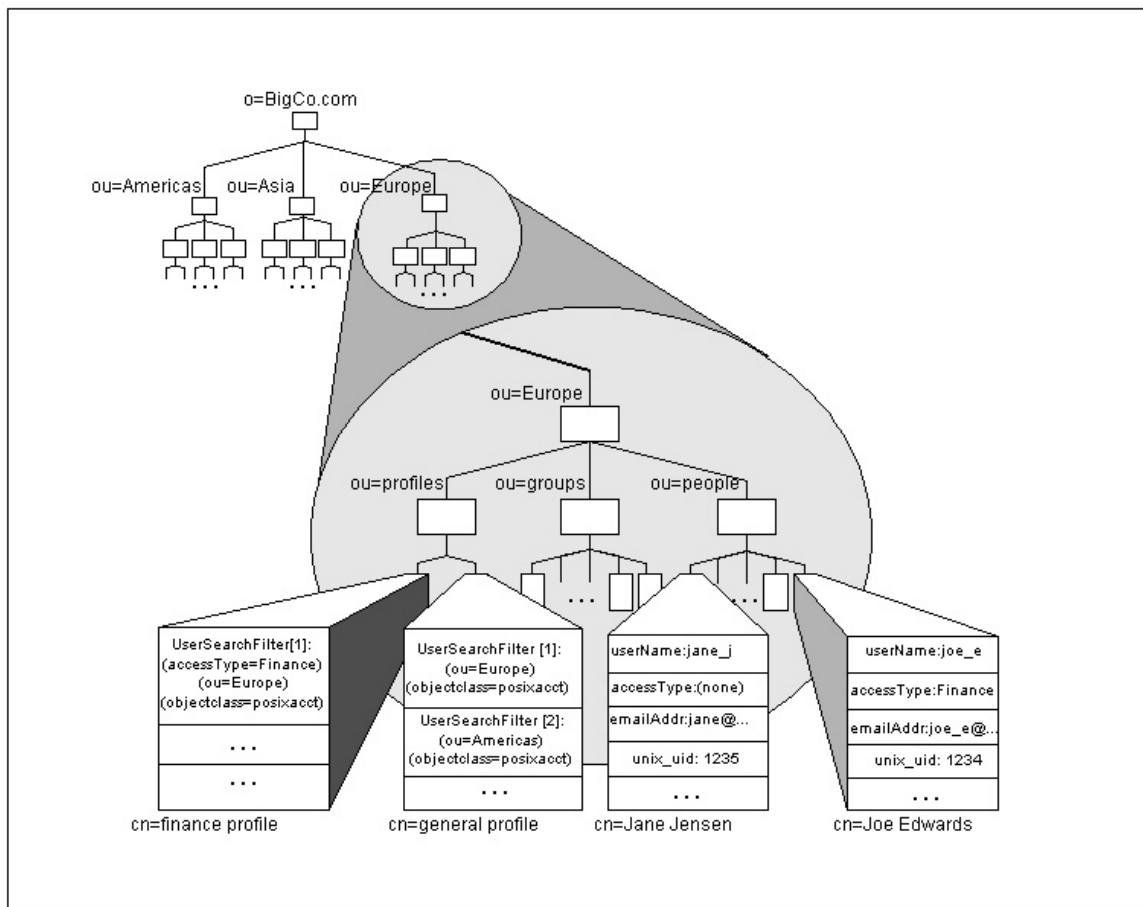 o=BigCo.com
ou=Americas
ou=Asia
ou=Europe
...
...
...
ou=Europe
ou=profiles
ou=groups
ou=people
...
...
UserSearchFilter[1]:
(accessType=Finance)
(ou=Europe)
(objectclass=posixacct)
...
...
cn=finance profile
UserSearchFilter [1]:
(ou=Europe)
(objectclass=posixacct)
UserSearchFilter [2]:
(ou=Americas)
(objectclass=posixacct)
...
cn=general profile
userName:jane_j
accessType:(none)
emailAddr:jane@...
unix_uid: 1235
...
cn=Jane Jensen
userName:joe_e
accessType:Finance
emailAddr:joe_e@...
unix_uid: 1234
...
cn=Joe Edwards